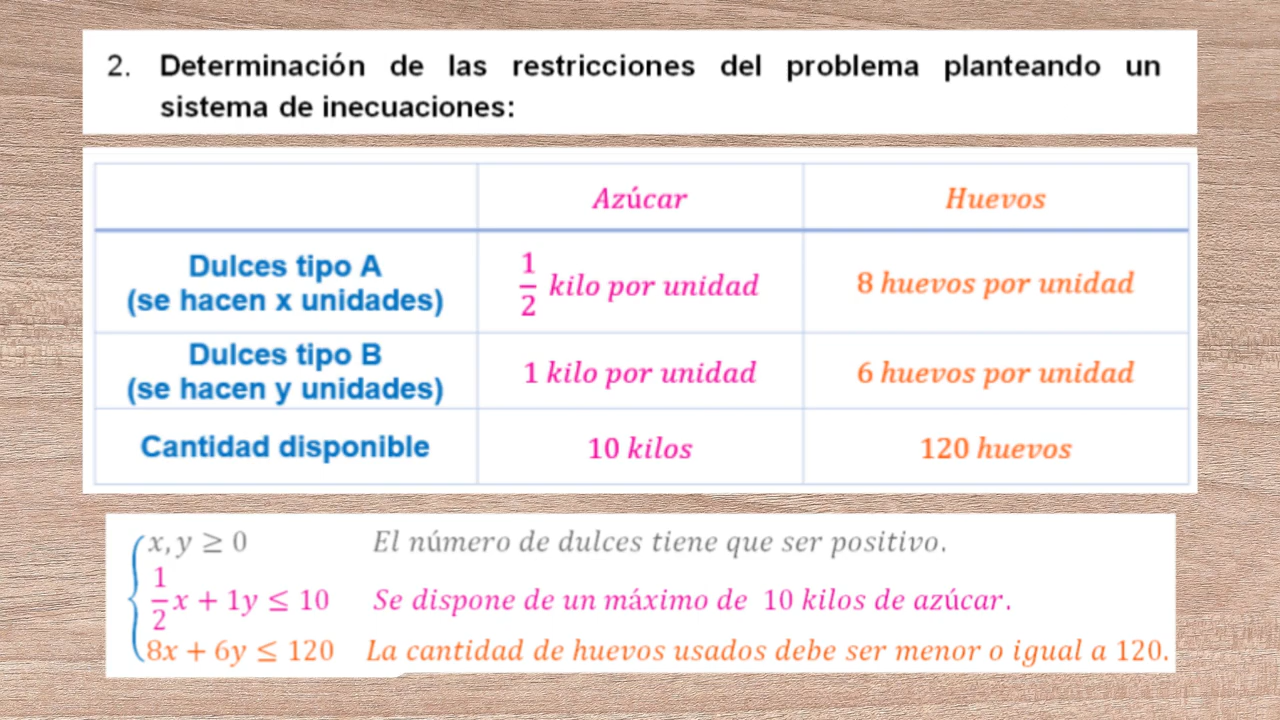 2. Determinación de las restricciones del problema planteando un
sistema de inecuaciones:
Azúcar
Huevos
Dulces tipo A
(se hacen x unidades)
1/2 kilo por unidad
8 huevos por unidad
Dulces tipo B
(se hacen y unidades)
1 kilo por unidad
6 huevos por unidad
Cantidad disponible
10 kilos
120 huevos
x, y ≥ 0 El número de dulces tiene que ser positivo.
1/2 x + 1y ≤ 10 Se dispone de un máximo de 10 kilos de azúcar.
8x + 6y ≤ 120 La cantidad de huevos usados debe ser menor o igual a 120.